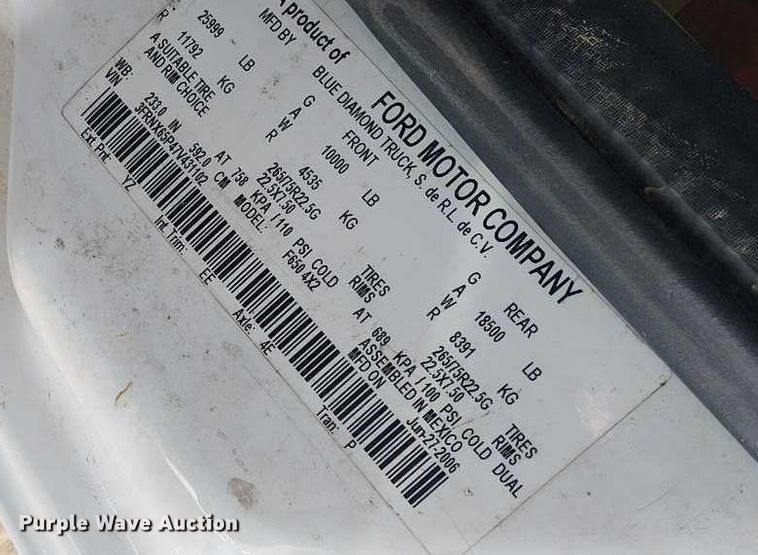 A product of FORD MOTOR COMPANY
MFD BY BLUE DIAMOND TRUCK, S. de R.L. de C.V.
G FRONT G REAR
25999 LB A 10000 LB A 18500 LB
11792 KG W 4535 KG W 8391 KG
R R R
A SUITABLE TIRE 265/75R22.5G TIRES 265/75R22.5G TIRES
AND RIM CHOICE 22.5X7.50 RIMS 22.5X7.50 RIMS
AT 758 KPA / 110 PSI COLD AT 689 KPA / 100 PSI COLD DUAL
WB: 233.0 IN 592.0 CM MODEL: F650 4X2 ASSEMBLED IN MEXICO
VIN MFD ON Jun-27-2006
Ext. Pnt: YZ Int. Trim: EE Axle: 4E Tran: P
Purple Wave Auction